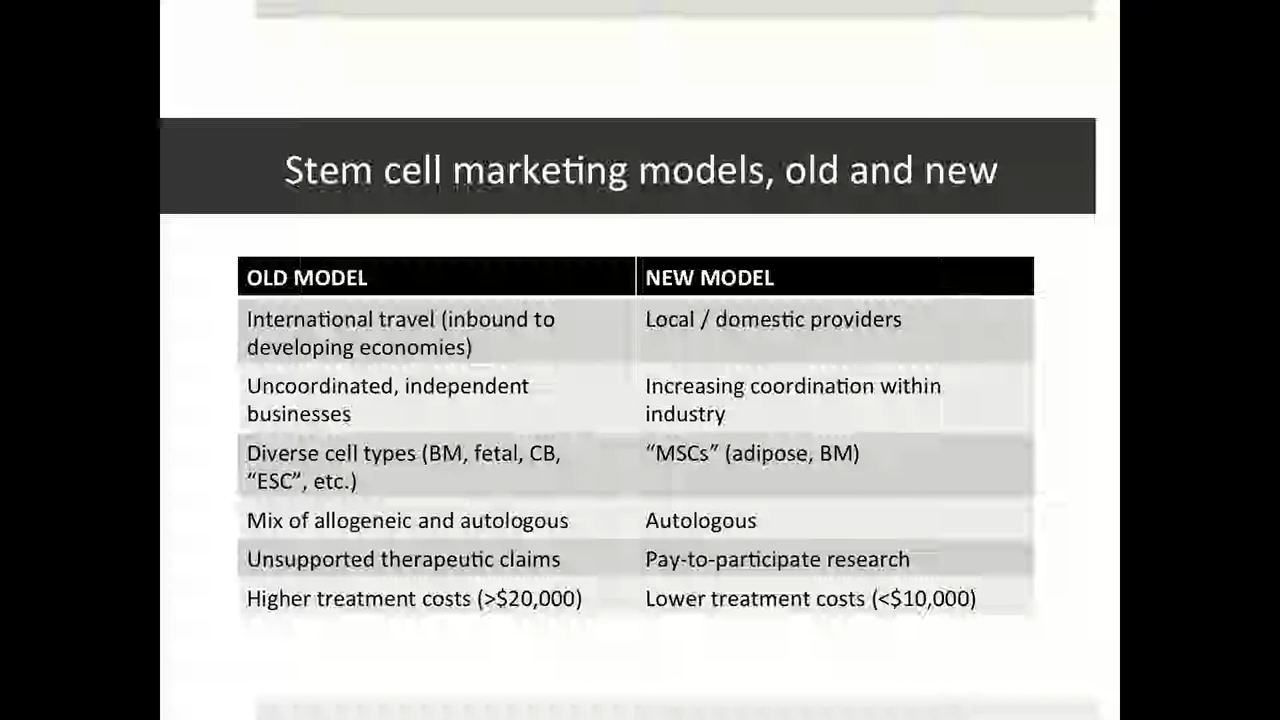 Stem cell marketing models, old and new
OLD MODEL
NEW MODEL
International travel (inbound to
developing economies)
Local / domestic providers
Uncoordinated, independent
businesses
Increasing coordination within
industry
Diverse cell types (BM, fetal, CB,
“ESC”, etc.)
“MSCs” (adipose, BM)
Mix of allogeneic and autologous
Autologous
Unsupported therapeutic claims
Pay-to-participate research
Higher treatment costs (>$20,000)
Lower treatment costs (<$10,000)